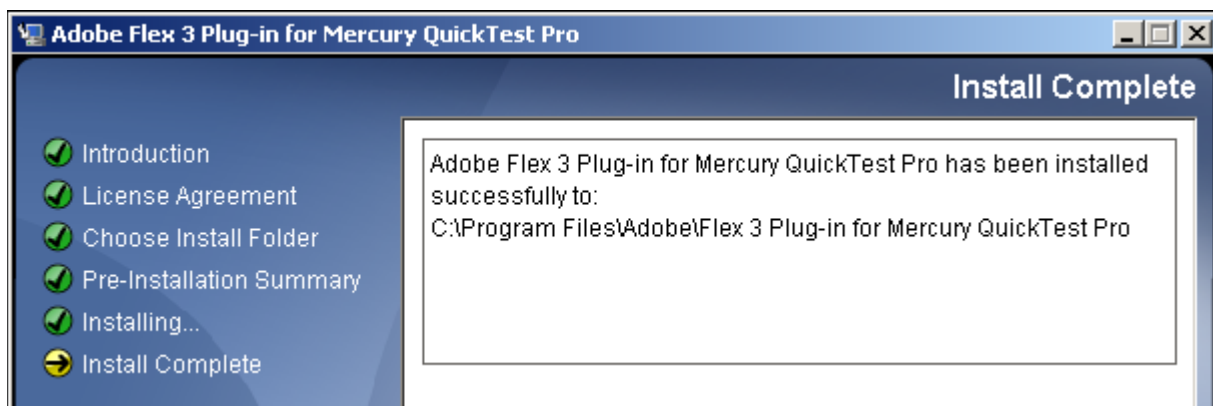 Adobe Flex 3 Plug-in for Mercury QuickTest Pro
Install Complete
Introduction
License Agreement
Choose Install Folder
Pre-Installation Summary
Installing...
Install Complete
Adobe Flex 3 Plug-in for Mercury QuickTest Pro has been installed
successfully to:
C:\Program Files\Adobe\Flex 3 Plug-in for Mercury QuickTest Pro